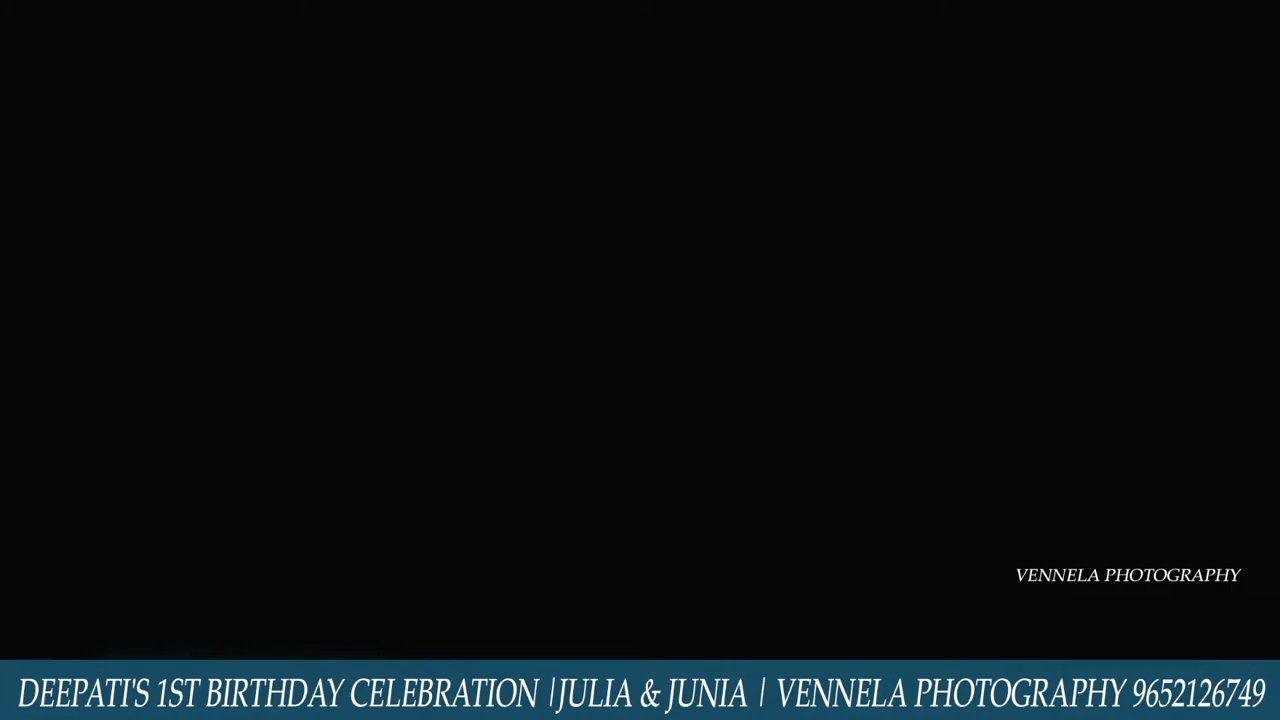 VENNELA PHOTOGRAPHY
DEEPATI'S 1ST BIRTHDAY CELEBRATION |JULIA & JUNIA | VENNELA PHOTOGRAPHY 9652126749